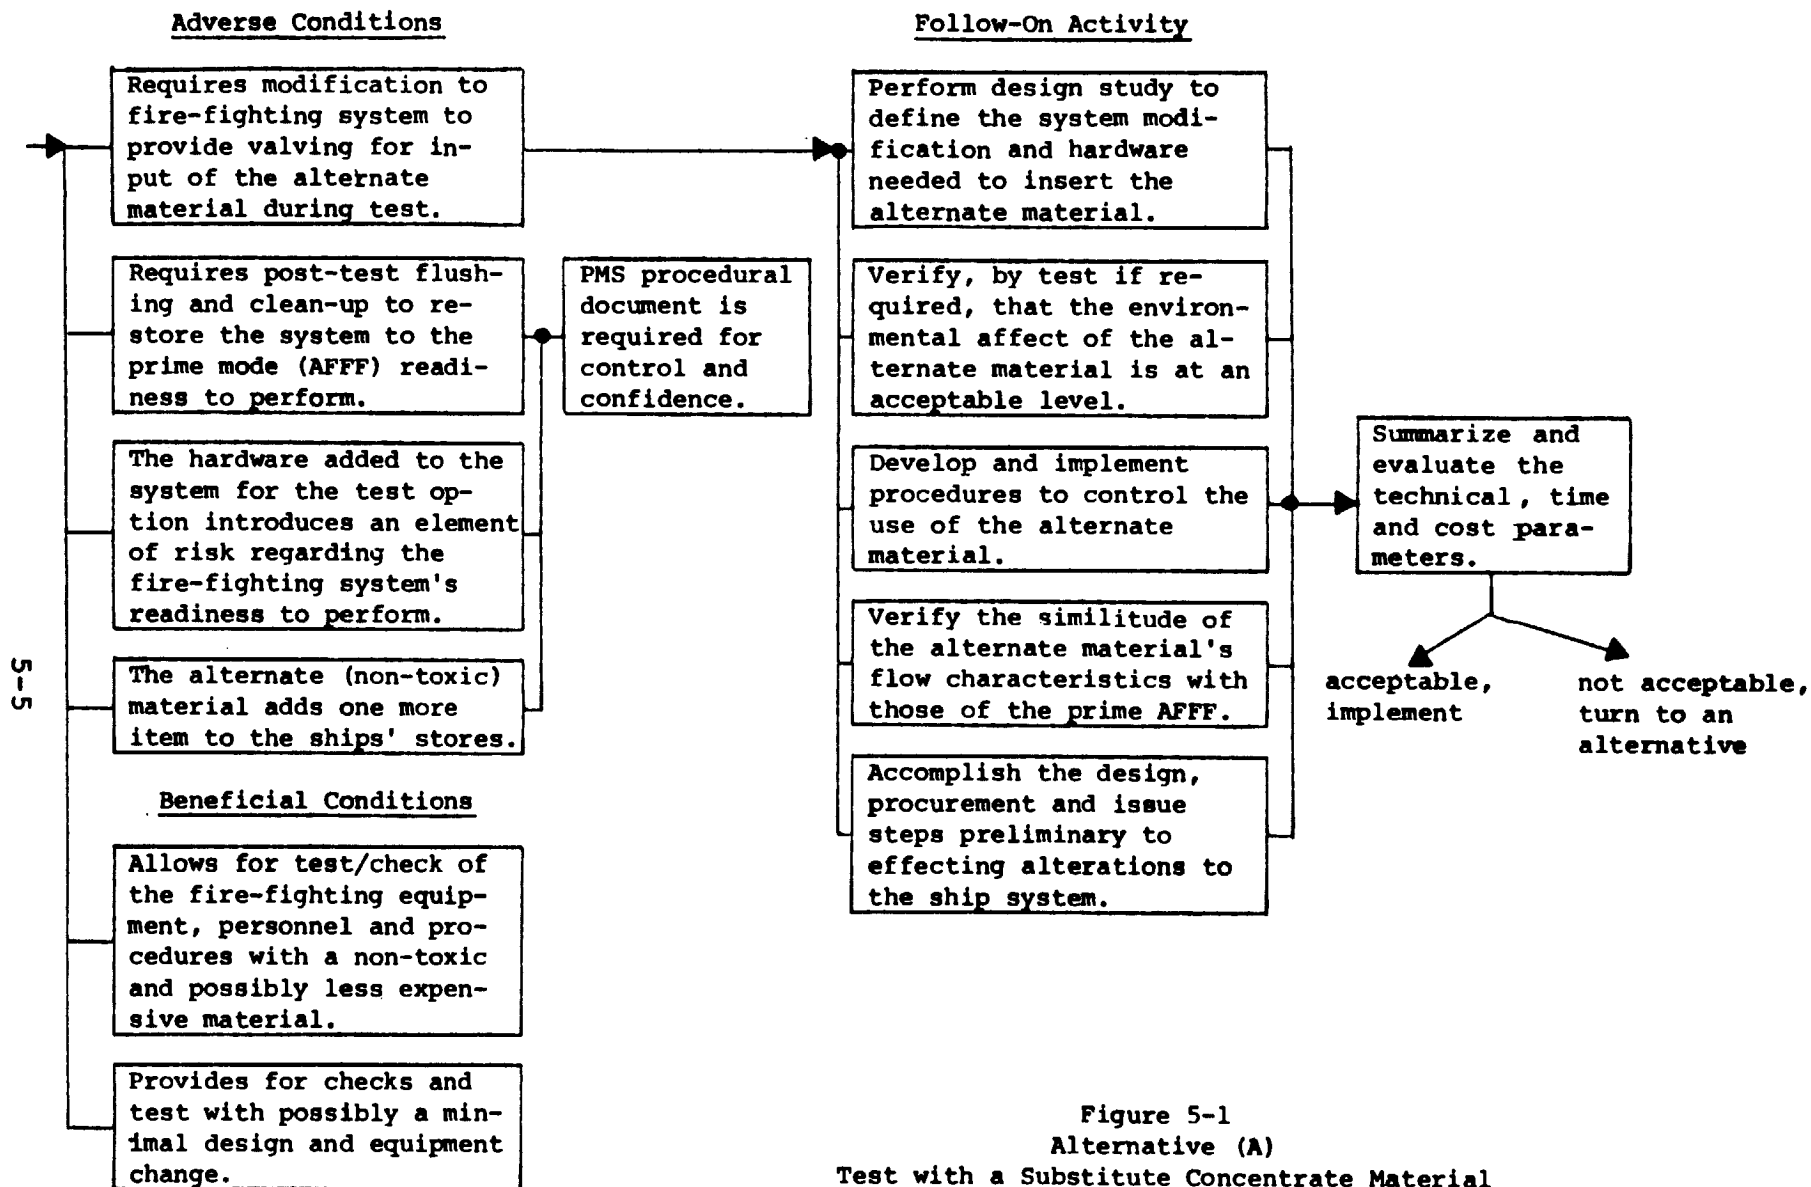 Adverse Conditions
Requires modification to
fire-fighting system to
provide valving for in-
put of the alternate
material during test.
Requires post-test flush-
ing and clean-up to re-
store the system to the
prime mode (AFFF) readi-
ness to perform.
PMS procedural
document is
required for
control and
confidence.
The hardware added to the
system for the test op-
tion introduces an element
of risk regarding the
fire-fighting system's
readiness to perform.
The alternate (non-toxic)
material adds one more
item to the ships' stores.
Beneficial Conditions
Allows for test/check of
the fire-fighting equip-
ment, personnel and pro-
cedures with a non-toxic
and possibly less expen-
sive material.
Provides for checks and
test with possibly a min-
imal design and equipment
change.
Follow-On Activity
Perform design study to
define the system modi-
fication and hardware
needed to insert the
alternate material.
Verify, by test if re-
quired, that the environ-
mental affect of the al-
ternate material is at an
acceptable level.
Develop and implement
procedures to control the
use of the alternate
material.
Verify the similitude of
the alternate material's
flow characteristics with
those of the prime AFFF.
Accomplish the design,
procurement and issue
steps preliminary to
effecting alterations to
the ship system.
Summarize and
evaluate the
technical, time
and cost para-
meters.
acceptable,
implement
not acceptable,
turn to an
alternative
Figure 5-1
Alternative (A)
Test with a Substitute Concentrate Material
5-5